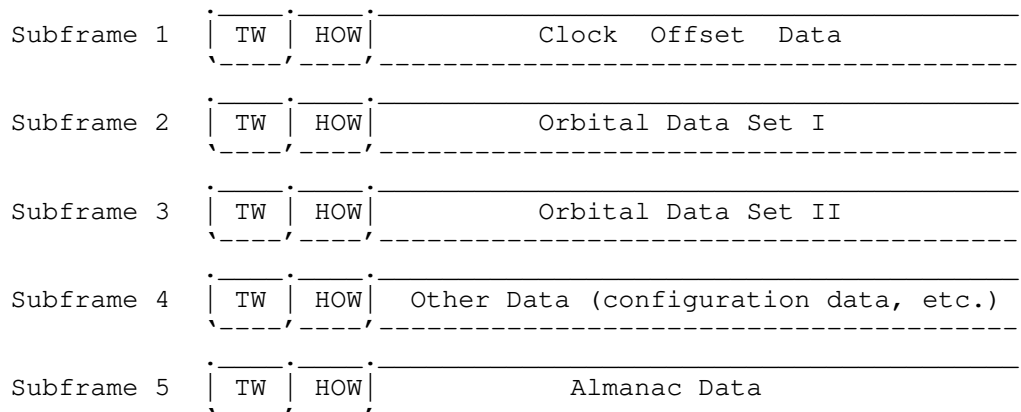 Subframe 1 | TW | HOW| Clock Offset Data
Subframe 2 | TW | HOW| Orbital Data Set I
Subframe 3 | TW | HOW| Orbital Data Set II
Subframe 4 | TW | HOW| Other Data (configuration data, etc.)
Subframe 5 | TW | HOW| Almanac Data